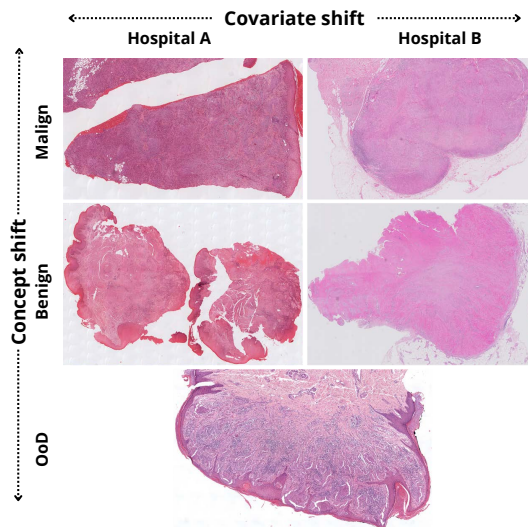 Covariate shift
Hospital A
Hospital B
Concept shift
Malign
Benign
OoD